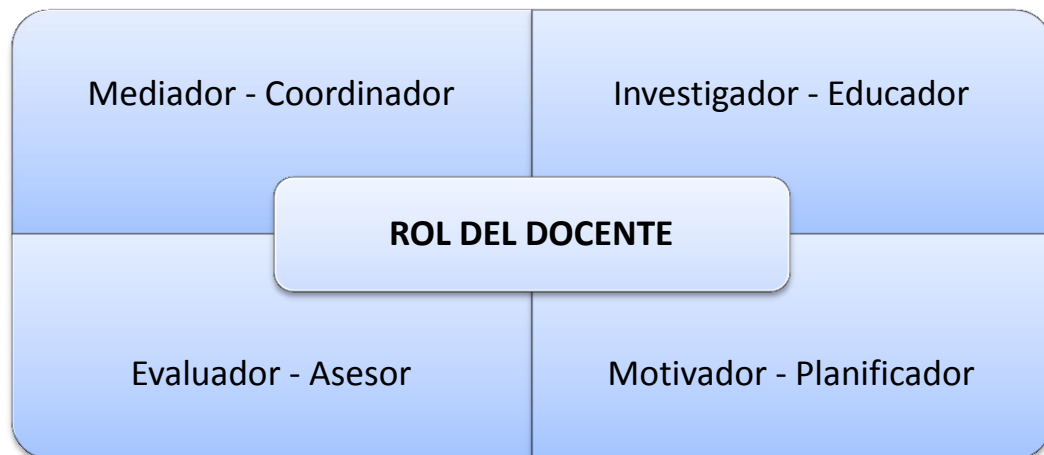 Mediador - Coordinador
Investigador - Educador
ROL DEL DOCENTE
Evaluador - Asesor
Motivador - Planificador